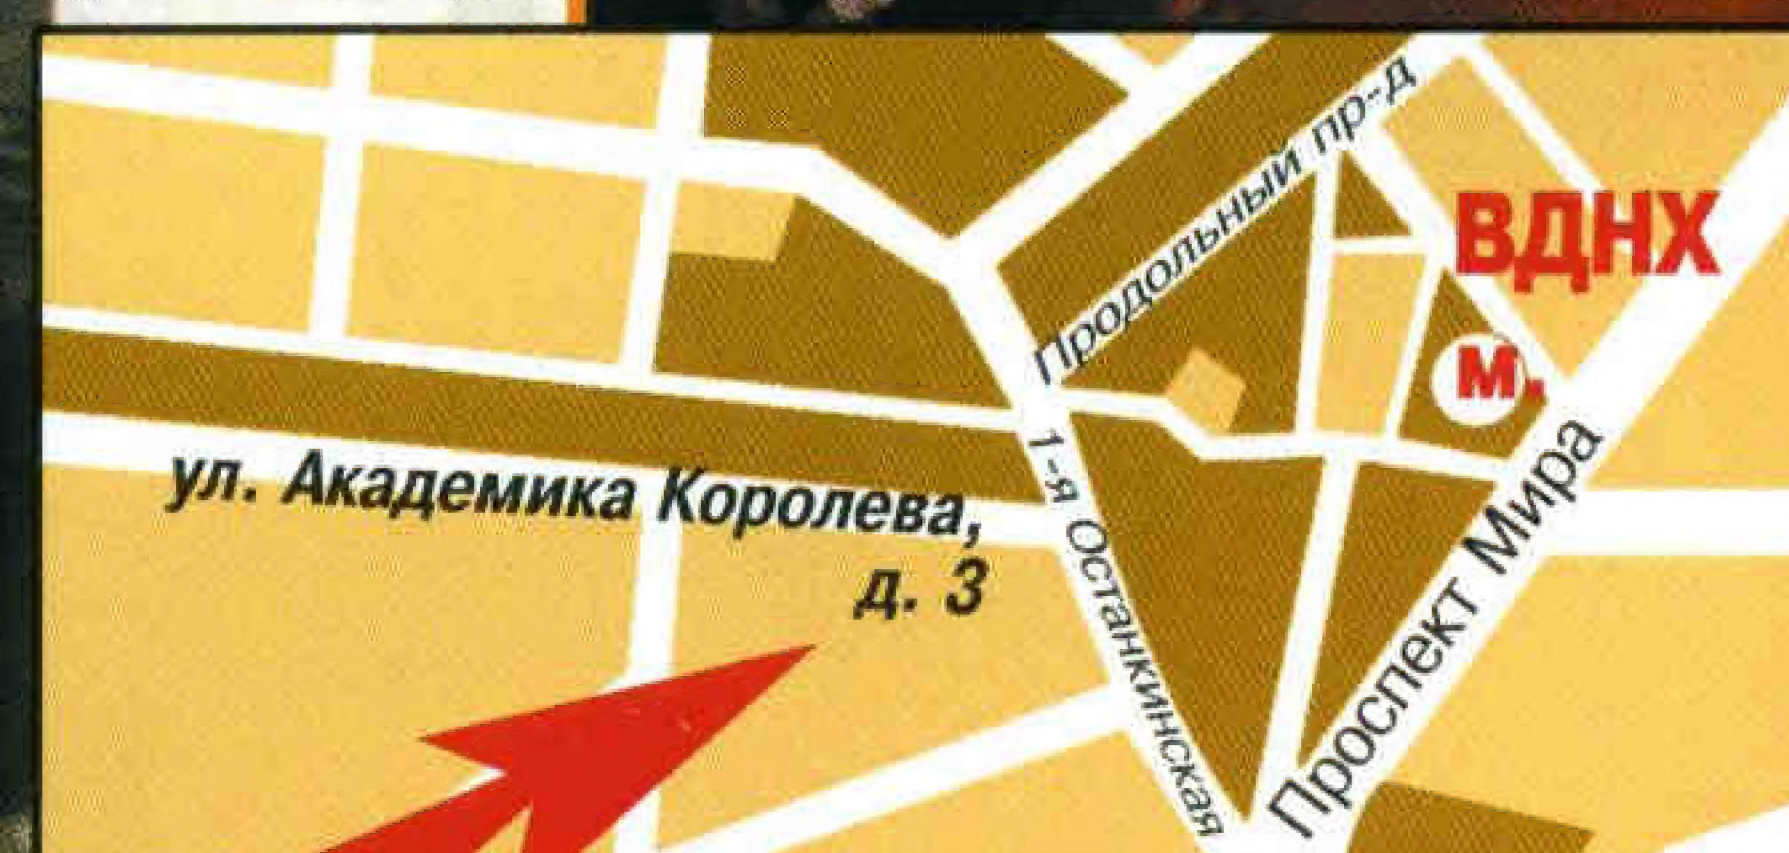 Продольный пр-д
ВДНХ
м.
ул. Академика Королева,
д. 3
1-я Останкинская
Проспект Мира